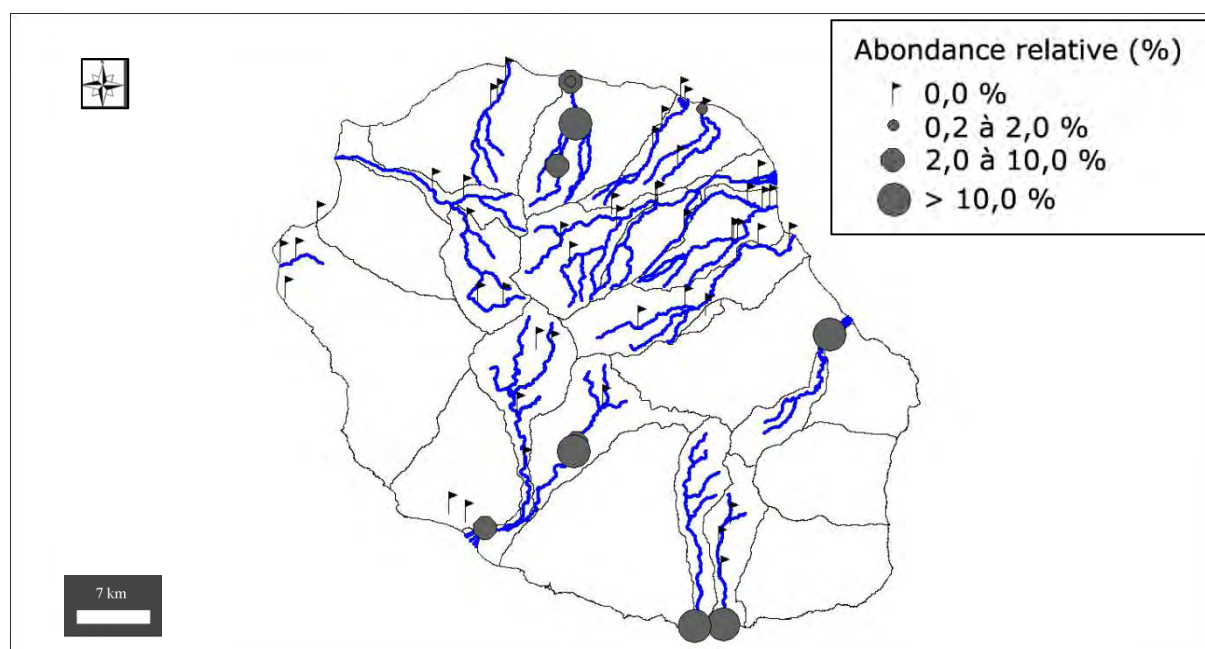 Abondance relative (%)
0,0 %
0,2 à 2,0 %
2,0 à 10,0 %
> 10,0 %
7 km